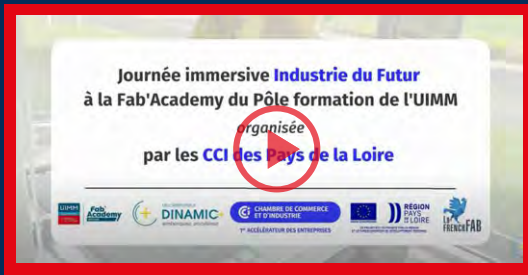 Journée immersive Industrie du Futur
à la Fab'Academy du Pôle formation de l'UIMM
organisée
par les CCI des Pays de la Loire
UIMM
Fab'
Academy
DINAMIC+
CHAMBRE DE COMMERCE
ET D'INDUSTRIE
1ER ACCÉLÉRATEUR DES ENTREPRISES
RÉGION
PAYS
DE LA LOIRE
LA
FRENCHFAB